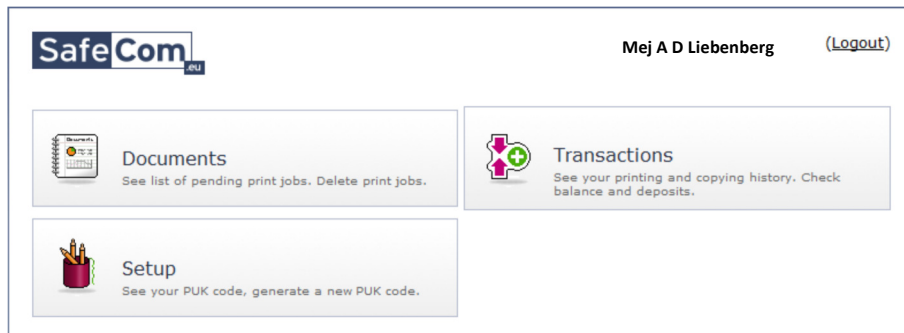 SafeCom
.eu
Mej A D Liebenberg
(Logout)
Documents
Documents
See list of pending print jobs. Delete print jobs.
Transactions
See your printing and copying history. Check
balance and deposits.
Setup
See your PUK code, generate a new PUK code.